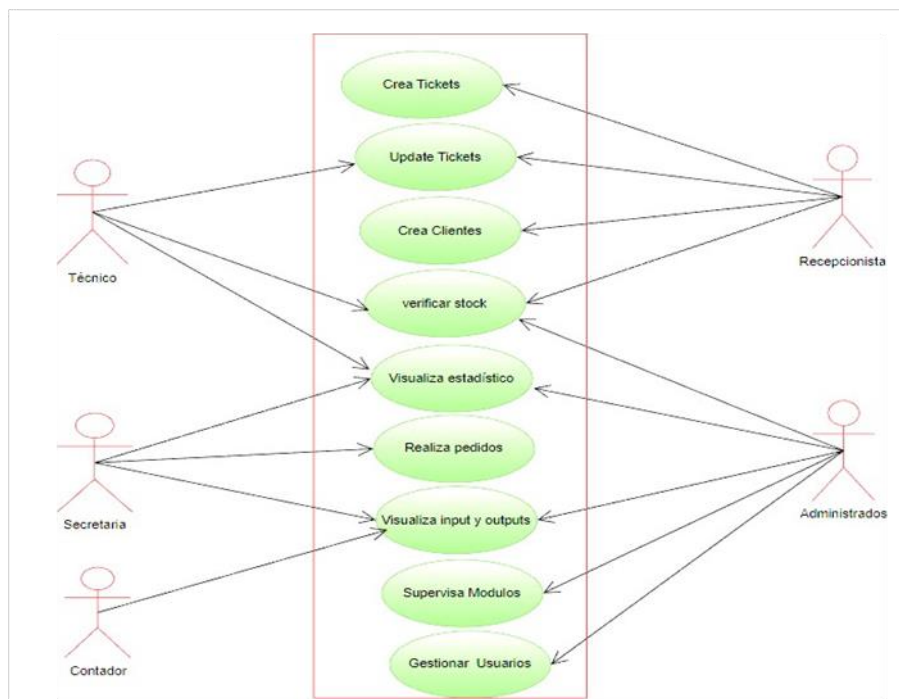 Crea Tickets
Update Tickets
Crea Clientes
Técnico
Recepcionista
verificar stock
Visualiza estadístico
Realiza pedidos
Secretaria
Visualiza input y outputs
Administrados
Supervisa Modulos
Contador
Gestionar Usuarios